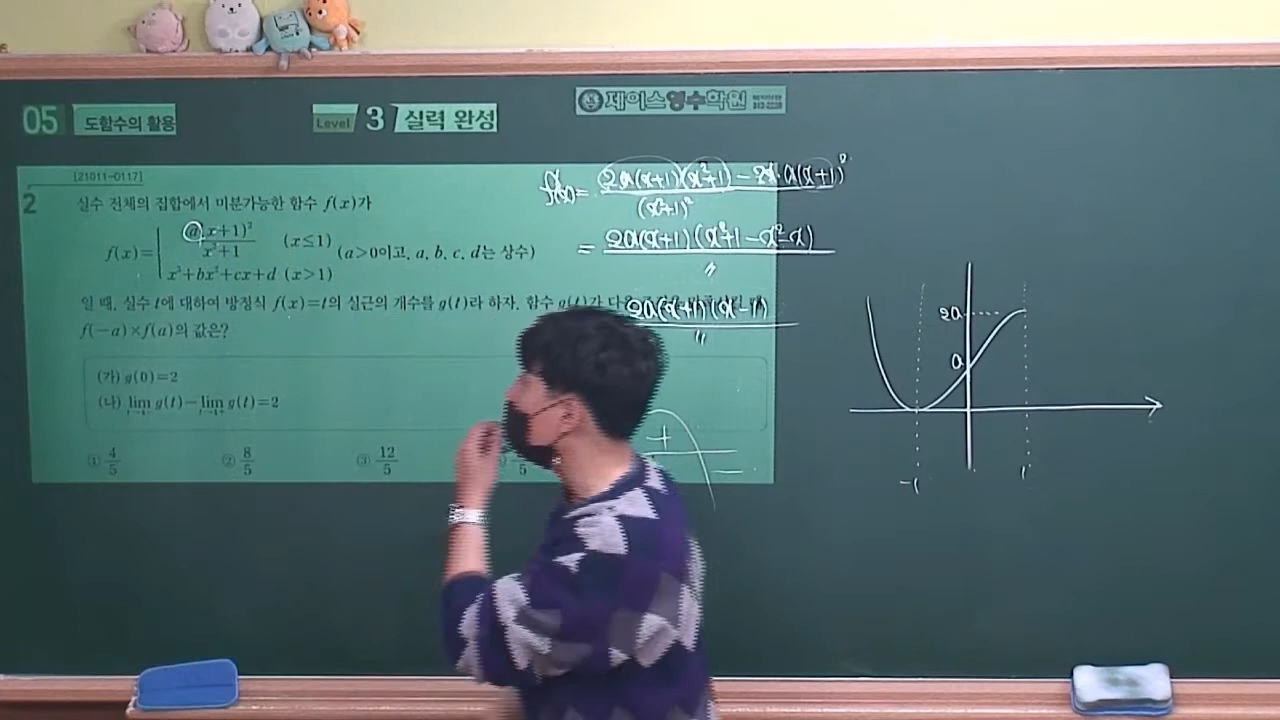 05 도함수의 활용
Level 3 실력 완성
제이스영수학원
[21011-0117]
2 실수 전체의 집합에서 미분가능한 함수 f(x)가
f(x)= a(x+1)²/x²+1 (x≤1)
x³+bx²+cx+d (x>1)
(a>0이고, a, b, c, d는 상수)
일 때, 실수 t에 대하여 방정식 f(x)=t의 실근의 개수를 g(t)라 하자. 함수 g(t)가
f(-a)×f(a)의 값은?
(가) g(0)=2
(나) lim g(t)- lim g(t)=2
① 4/5 ② 8/5 ③ 12/5
= 2a(x+1)(x²+1) - 2x·a(x+1)²
(x²+1)²
= 2a(x+1)(x²+1-x²-x)
〃
〃
+
-
2a
a
-1
1